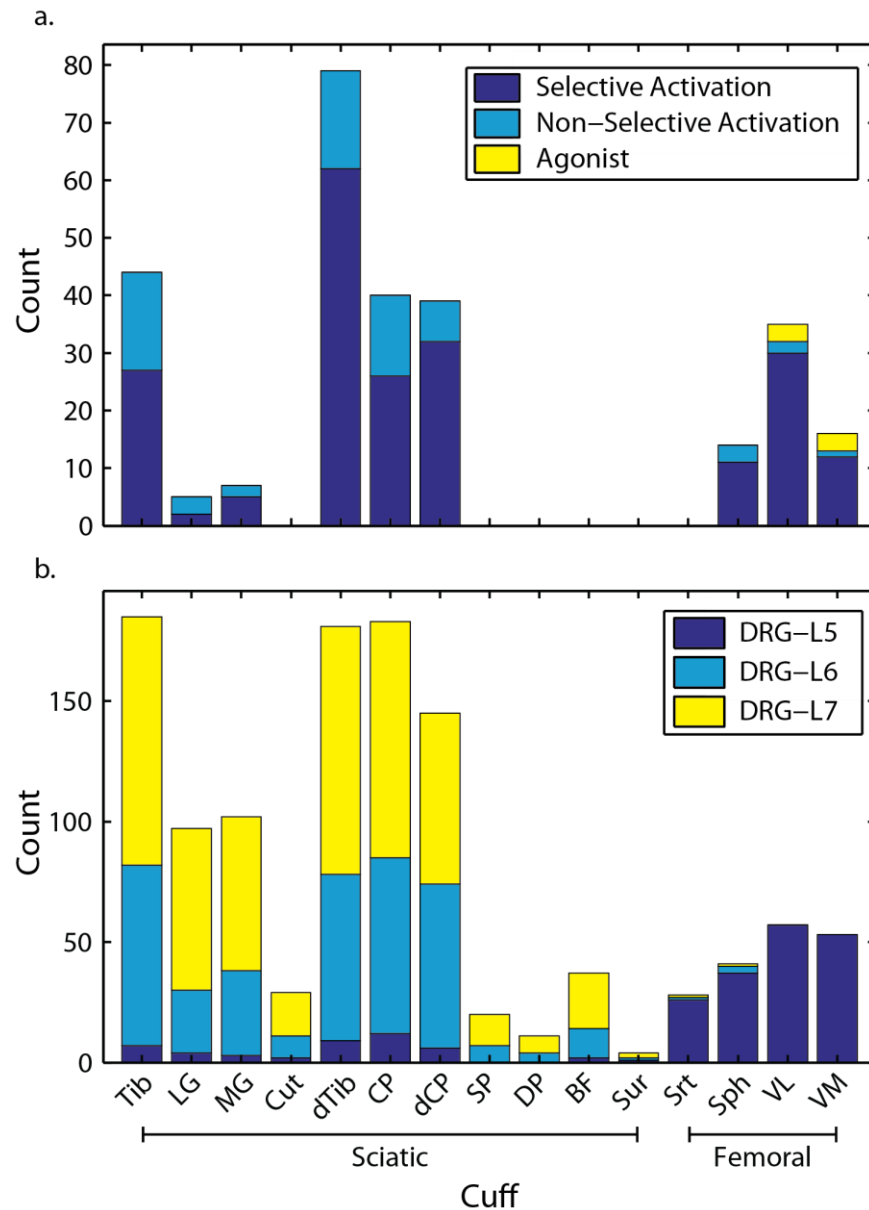 a.
80
70
60
50
40
30
20
10
0
Count
Selective Activation
Non−Selective Activation
Agonist
b.
150
100
50
0
Count
DRG−L5
DRG−L6
DRG−L7
Tib LG MG Cut dTib CP dCP SP DP BF Sur Srt Sph VL VM
Sciatic Femoral
Cuff